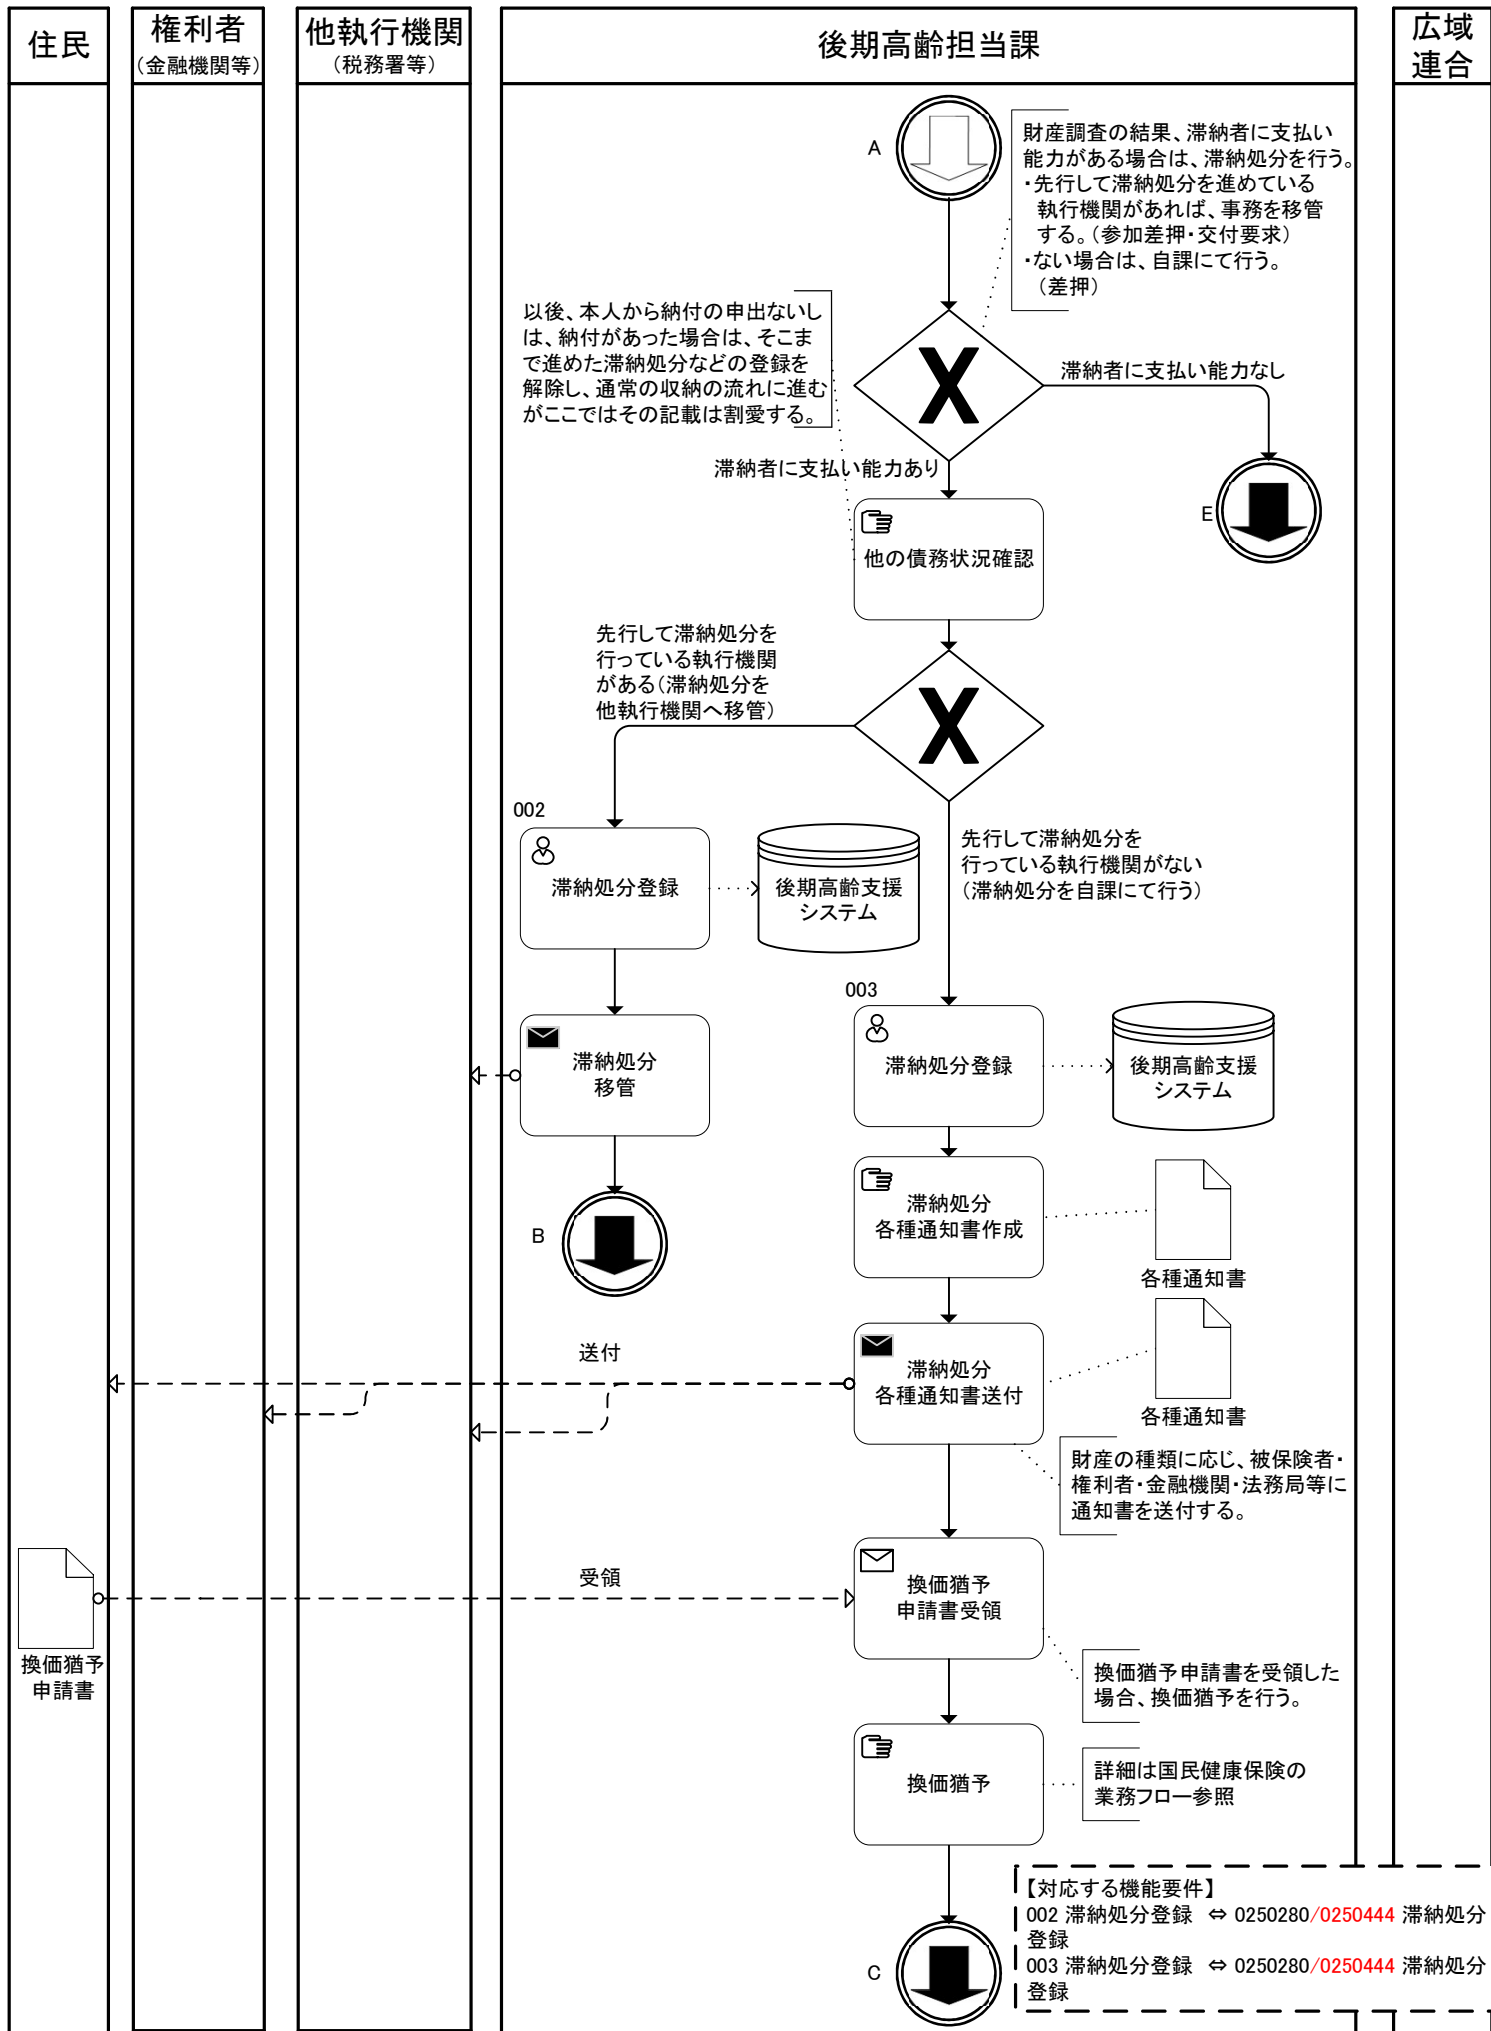 住民
権利者
（金融機関等）
他執行機関
（税務署等）
後期高齢担当課
広域
連合
A
財産調査の結果、滞納者に支払い
能力がある場合は、滞納処分を行う。
・先行して滞納処分を進めている
執行機関があれば、事務を移管
する。（参加差押・交付要求）
・ない場合は、自課にて行う。
（差押）
以後、本人から納付の申出ないし
は、納付があった場合は、そこま
で進めた滞納処分などの登録を
解除し、通常の収納の流れに進む
がここではその記載は割愛する。
滞納者に支払い能力なし
滞納者に支払い能力あり
E
他の債務状況確認
先行して滞納処分を
行っている執行機関
がある（滞納処分を
他執行機関へ移管）
002
滞納処分登録
後期高齢支援
システム
先行して滞納処分を
行っている執行機関がない
（滞納処分を自課にて行う）
003
滞納処分登録
後期高齢支援
システム
滞納処分
移管
滞納処分
各種通知書作成
各種通知書
B
送付
滞納処分
各種通知書送付
各種通知書
財産の種類に応じ、被保険者・
権利者・金融機関・法務局等に
通知書を送付する。
受領
換価猶予
申請書受領
換価猶予
申請書
換価猶予申請書を受領した
場合、換価猶予を行う。
換価猶予
詳細は国民健康保険の
業務フロー参照
C
【対応する機能要件】
002 滞納処分登録 ⇔ 0250280/0250444 滞納処分
登録
003 滞納処分登録 ⇔ 0250280/0250444 滞納処分
登録